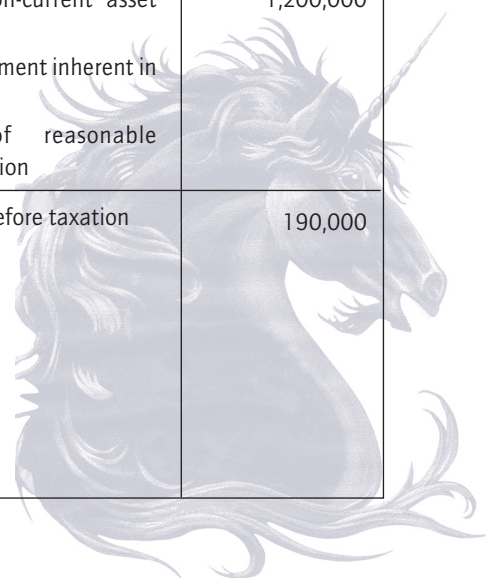 on-current asset 1,200,000
ment inherent in
of reasonable
ion
efore taxation 190,000